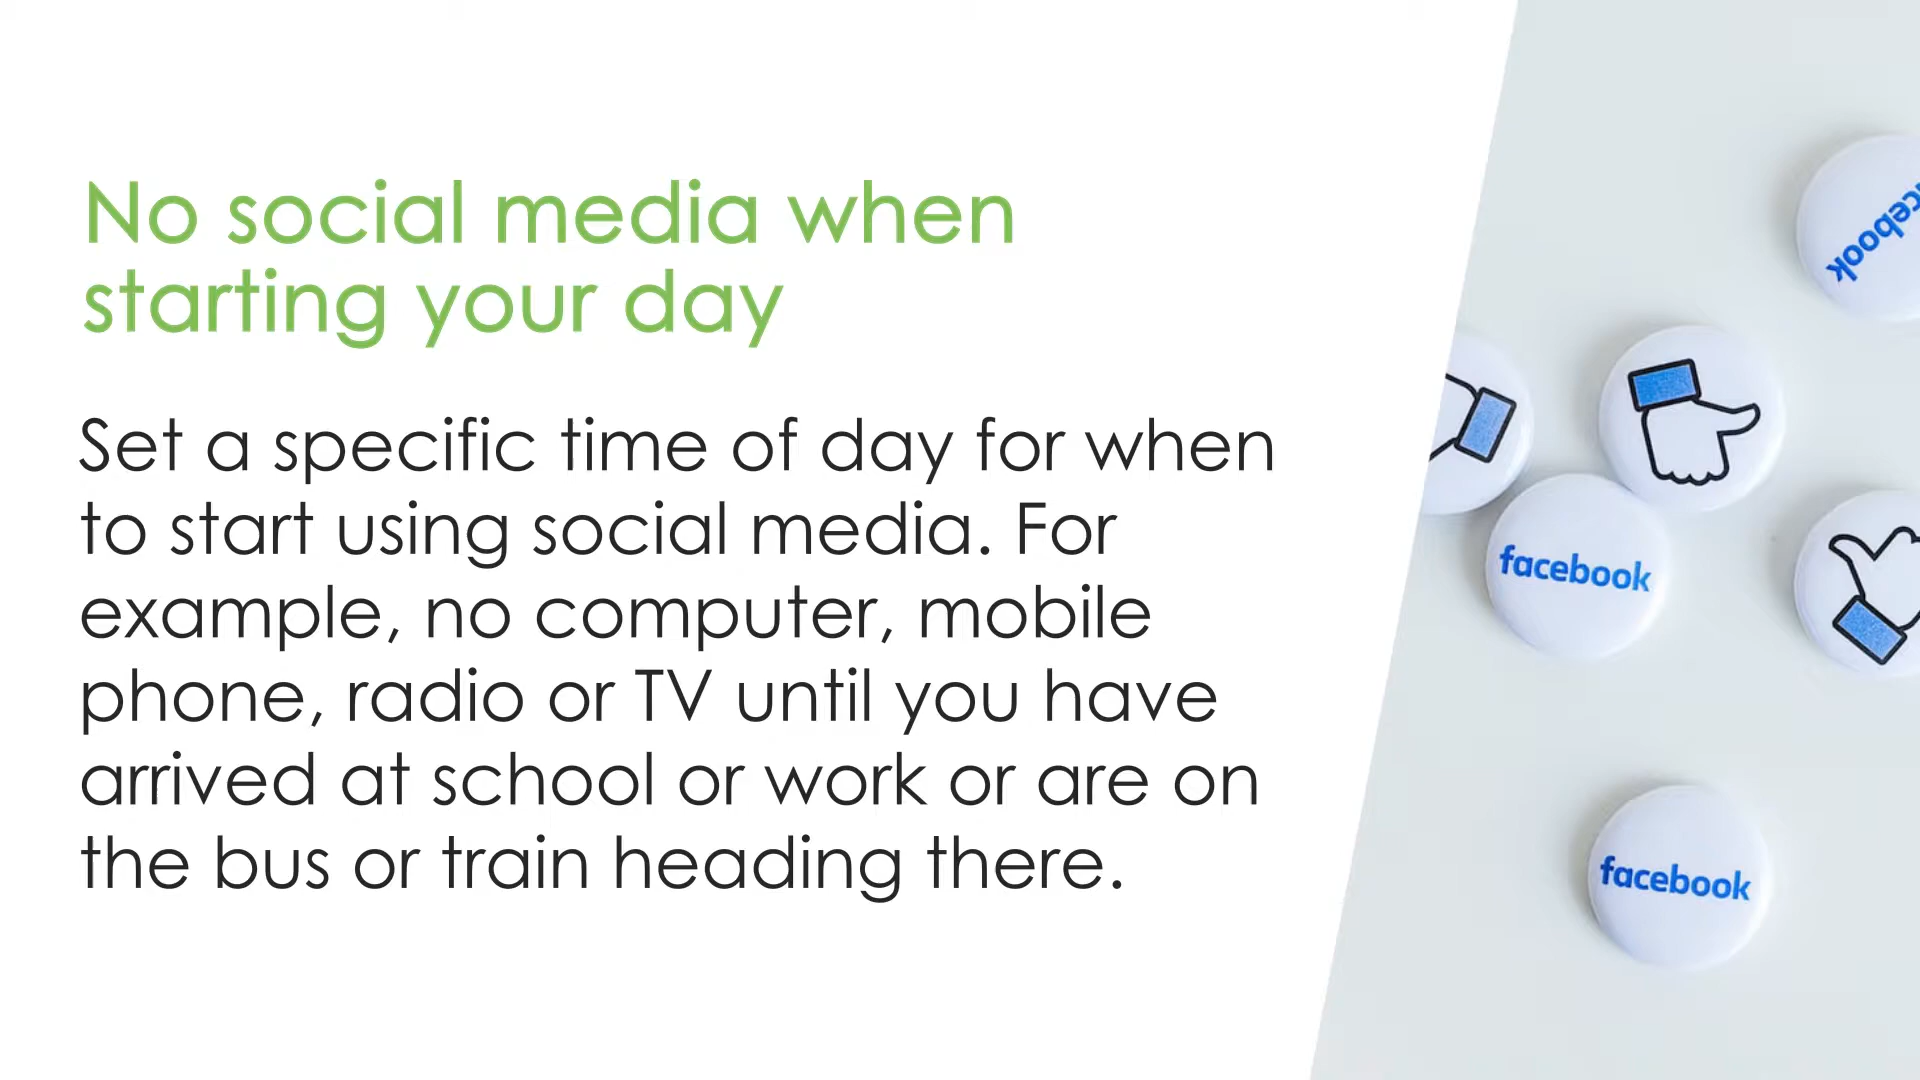 No social media when
starting your day
Set a specific time of day for when
to start using social media. For
example, no computer, mobile
phone, radio or TV until you have
arrived at school or work or are on
the bus or train heading there.
cebook
facebook
facebook